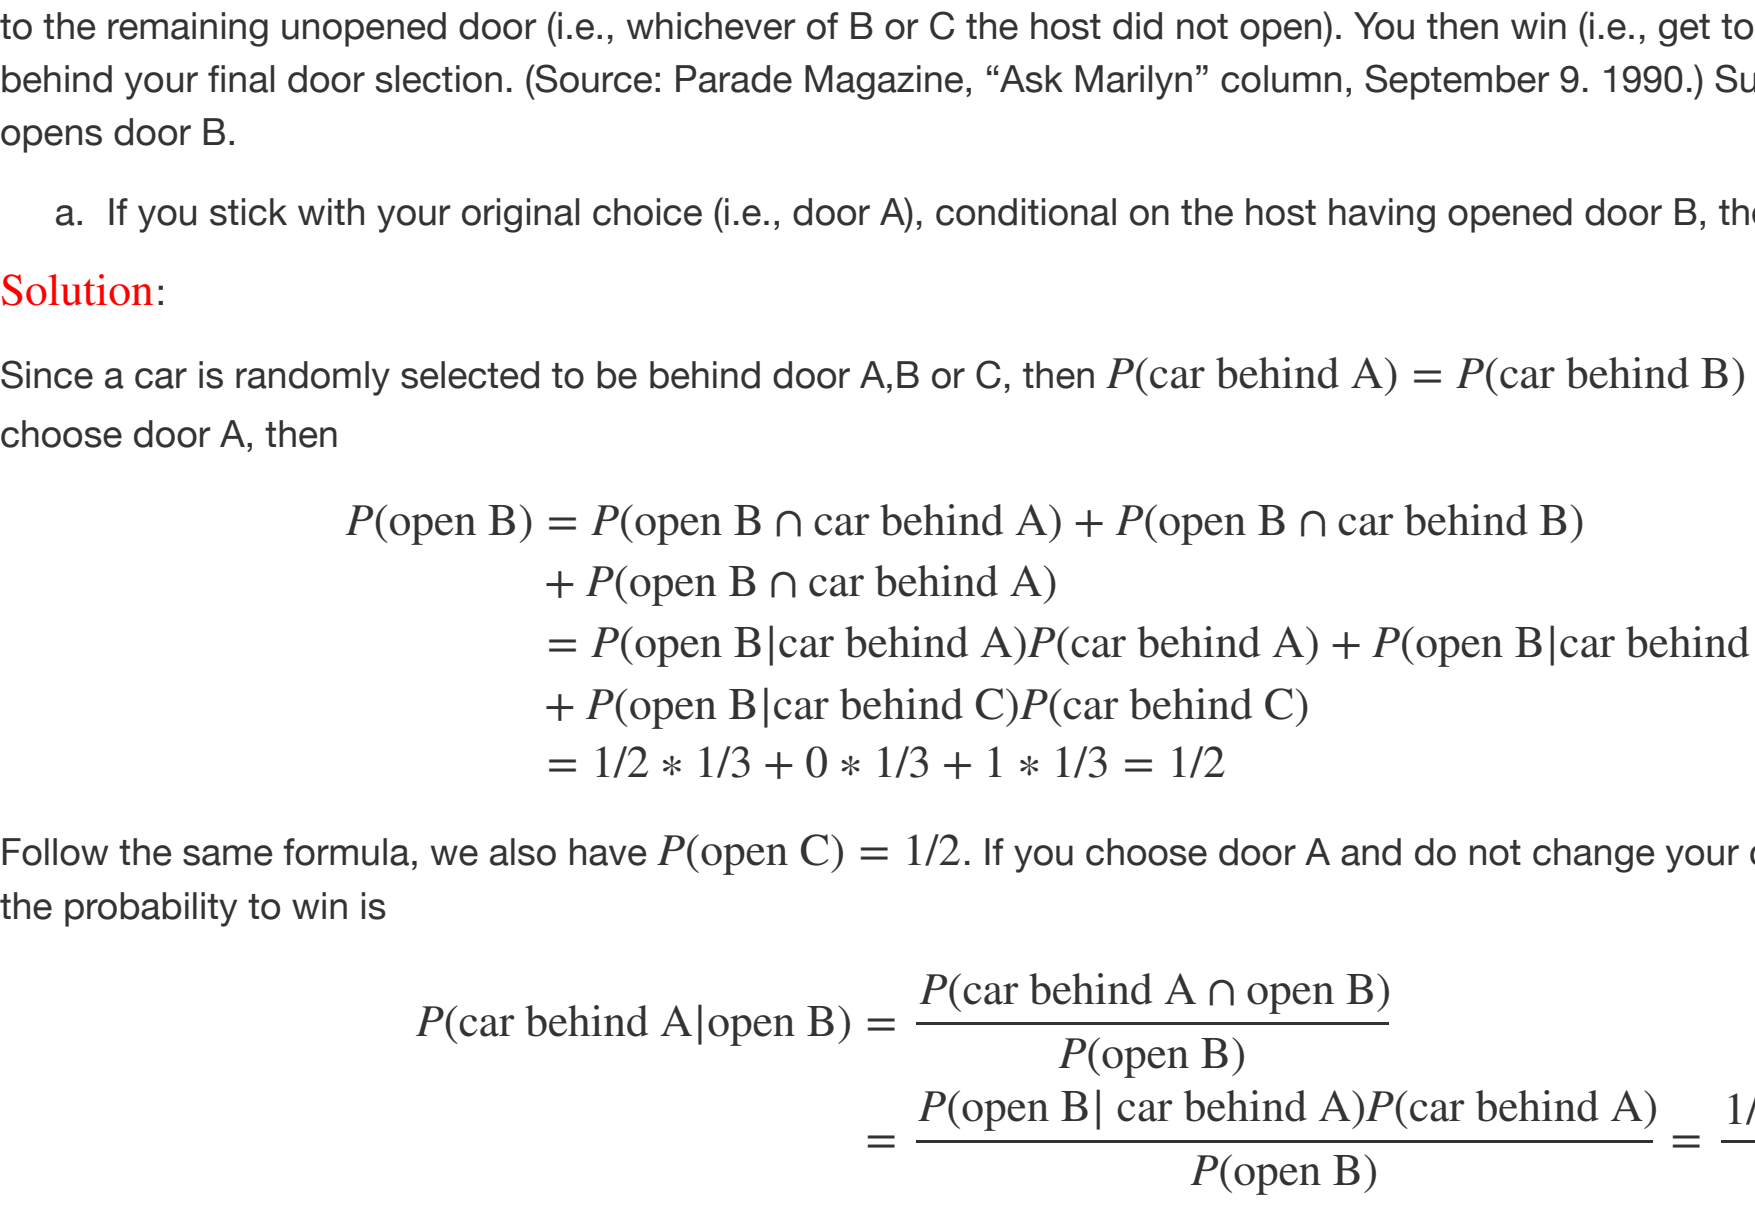 to the remaining unopened door (i.e., whichever of B or C the host did not open). You then win (i.e., get to
behind your final door slection. (Source: Parade Magazine, “Ask Marilyn” column, September 9. 1990.) Su
opens door B.
a. If you stick with your original choice (i.e., door A), conditional on the host having opened door B, the
Solution:
Since a car is randomly selected to be behind door A,B or C, then P(car behind A) = P(car behind B)
choose door A, then
P(open B) = P(open B ∩ car behind A) + P(open B ∩ car behind B)
+ P(open B ∩ car behind A)
= P(open B|car behind A)P(car behind A) + P(open B|car behind
+ P(open B|car behind C)P(car behind C)
= 1/2 * 1/3 + 0 * 1/3 + 1 * 1/3 = 1/2
Follow the same formula, we also have P(open C) = 1/2. If you choose door A and do not change your
the probability to win is
P(car behind A|open B) = P(car behind A ∩ open B)
P(open B)
= P(open B| car behind A)P(car behind A) = 1/
P(open B)